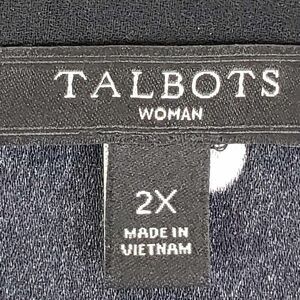 TALBOTS
WOMAN
2X
MADE IN
VIETNAM